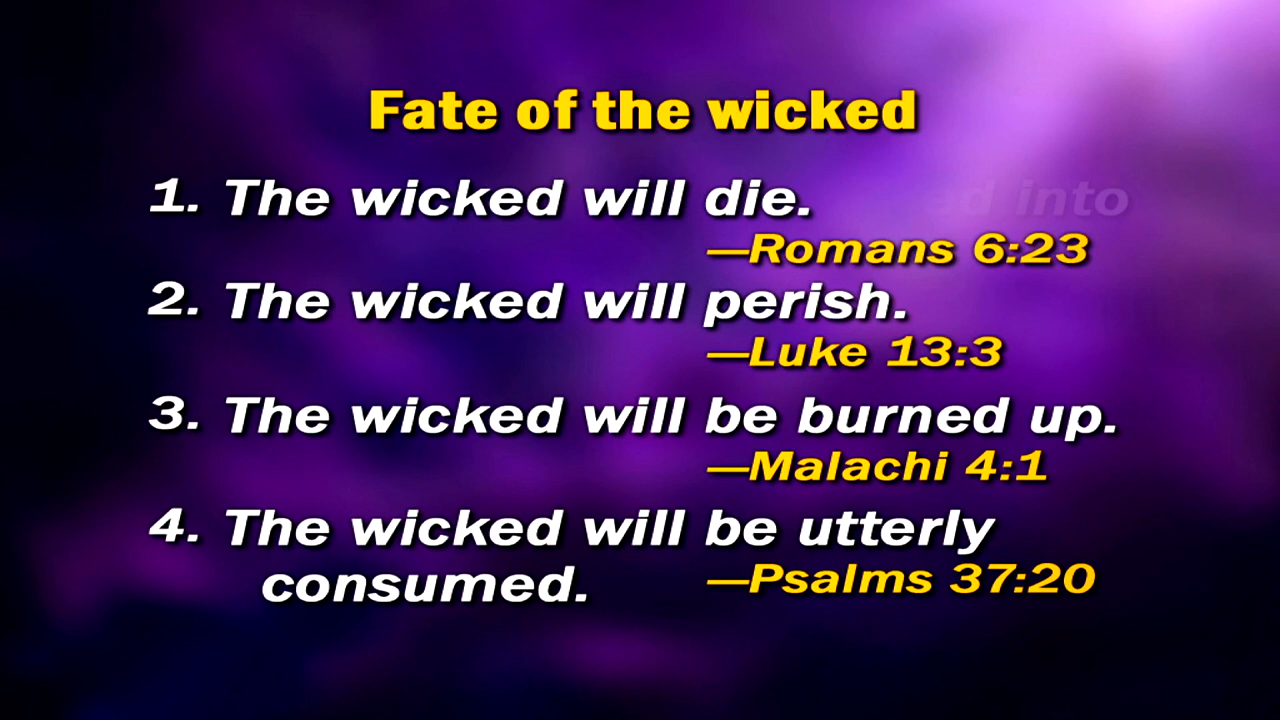 Fate of the wicked
1. The wicked will die.
ed into
—Romans 6:23
2. The wicked will perish.
—Luke 13:3
3. The wicked will be burned up.
—Malachi 4:1
4. The wicked will be utterly
consumed.
—Psalms 37:20